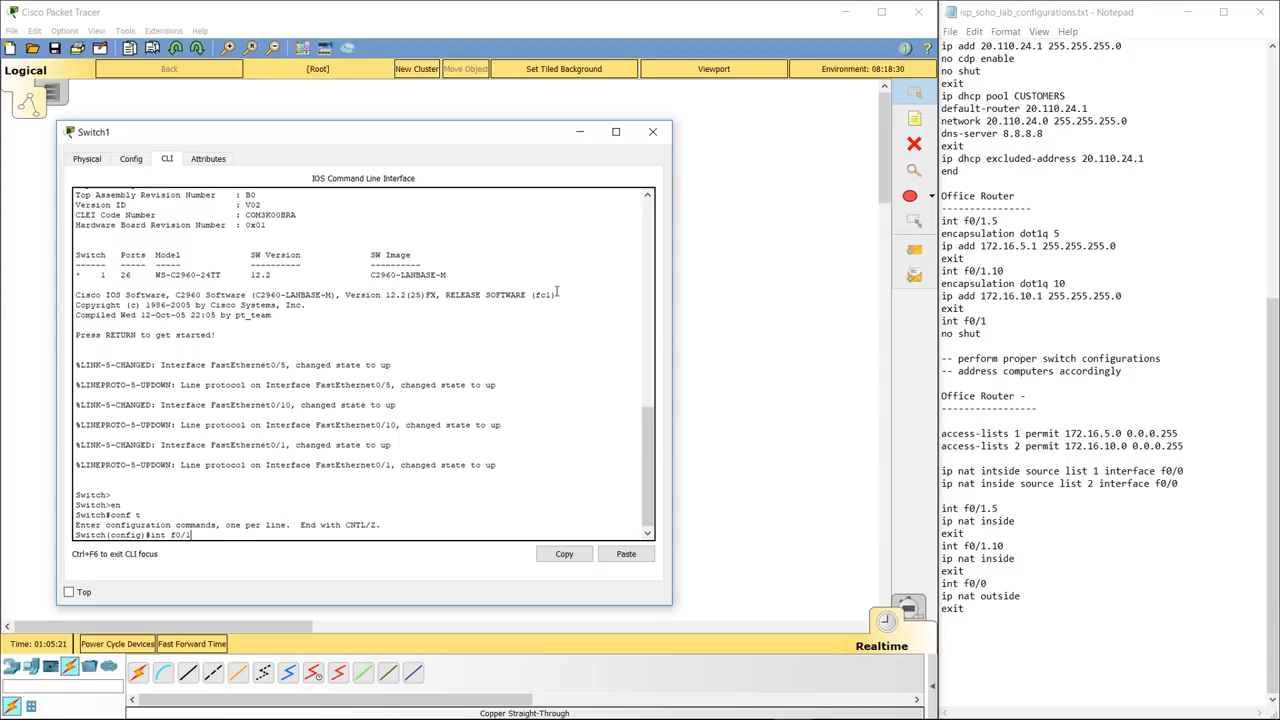 Cisco Packet Tracer
File Edit Options View Tools Extensions Help
Logical
Back
[Root]
New Cluster
Move Object
Set Tiled Background
Viewport
Environment: 08:18:30
Switch1
Physical
Config
CLI
Attributes
IOS Command Line Interface
Top Assembly Revision Number : B0
Version ID : V02
CLEI Code Number : COM3K00BRA
Hardware Board Revision Number : 0x01
Switch Ports Model SW Version SW Image
------ ----- ----- ---------- ----------
* 1 26 WS-C2960-24TT 12.2 C2960-LANBASE-M
Cisco IOS Software, C2960 Software (C2960-LANBASE-M), Version 12.2(25)FX, RELEASE SOFTWARE (fc1)
Copyright (c) 1986-2005 by Cisco Systems, Inc.
Compiled Wed 12-Oct-05 22:05 by pt_team
Press RETURN to get started!
%LINK-5-CHANGED: Interface FastEthernet0/5, changed state to up
%LINEPROTO-5-UPDOWN: Line protocol on Interface FastEthernet0/5, changed state to up
%LINK-5-CHANGED: Interface FastEthernet0/10, changed state to up
%LINEPROTO-5-UPDOWN: Line protocol on Interface FastEthernet0/10, changed state to up
%LINK-5-CHANGED: Interface FastEthernet0/1, changed state to up
%LINEPROTO-5-UPDOWN: Line protocol on Interface FastEthernet0/1, changed state to up
Switch>
Switch>en
Switch#conf t
Enter configuration commands, one per line. End with CNTL/Z.
Switch(config)#int f0/1
Ctrl+F6 to exit CLI focus
Copy
Paste
Top
Time: 01:05:21
Power Cycle Devices
Fast Forward Time
Realtime
Copper Straight-Through
isp_soho_lab_configurations.txt - Notepad
File Edit Format View Help
ip add 20.110.24.1 255.255.255.0
no cdp enable
no shut
exit
ip dhcp pool CUSTOMERS
default-router 20.110.24.1
network 20.110.24.0 255.255.255.0
dns-server 8.8.8.8
exit
ip dhcp excluded-address 20.110.24.1
end
Office Router
----------------
int f0/1.5
encapsulation dot1q 5
ip add 172.16.5.1 255.255.255.0
exit
int f0/1.10
encapsulation dot1q 10
ip add 172.16.10.1 255.255.255.0
exit
int f0/1
no shut
-- perform proper switch configurations
-- address computers accordingly
Office Router -
-----------------
access-lists 1 permit 172.16.5.0 0.0.0.255
access-lists 2 permit 172.16.10.0 0.0.0.255
ip nat intside source list 1 interface f0/0
ip nat inside source list 2 interface f0/0
int f0/1.5
ip nat inside
exit
int f0/1.10
ip nat inside
exit
int f0/0
ip nat outside
exit